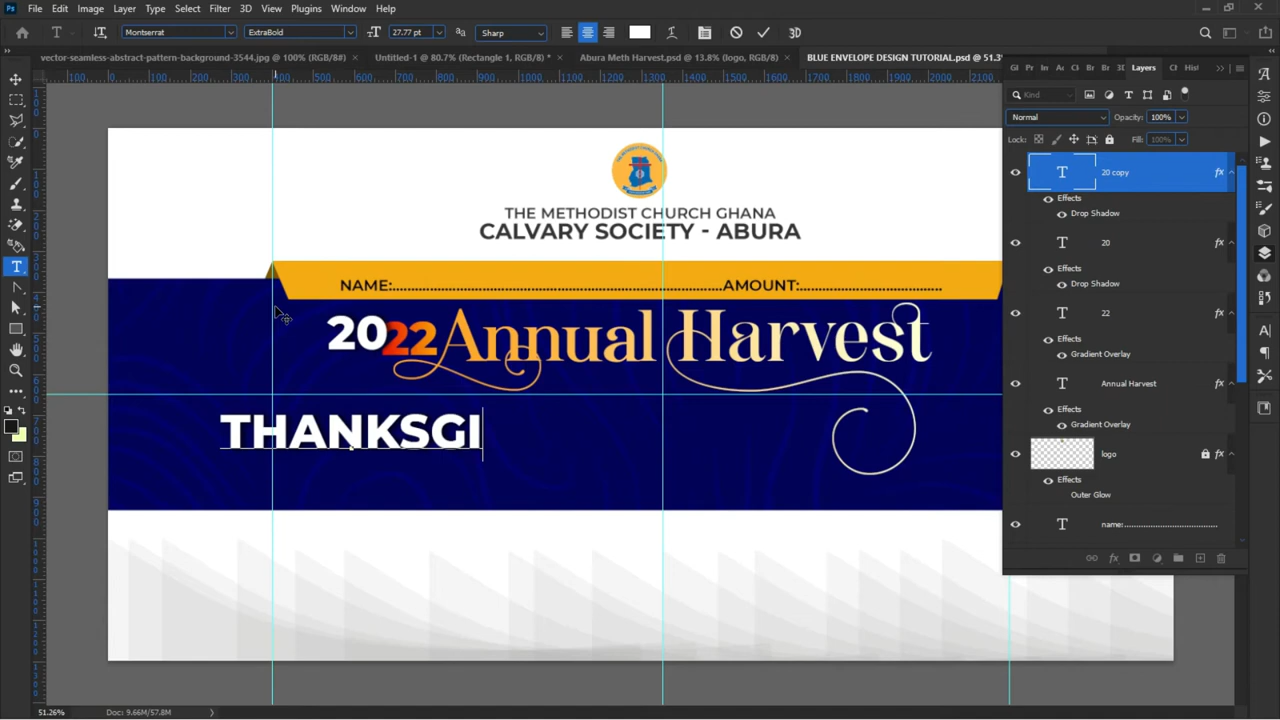 Ps File Edit Image Layer Type Select Filter 3D View Plugins Window Help
T Montserrat ExtraBold 27.77 pt Sharp 3D
vector-seamless-abstract-pattern-background-3544.jpg @ 100% (RGB/88) Untitled-1 @ 80.7% (Rectangle 1, RGB/8) * Abura Meth Harvest.psd @ 13.8% (logo, RGB/8) BLUE ENVELOPE DESIGN TUTORIAL.psd @ 51.3%
Layers
Kind
Normal Opacity: 100%
Lock: Fill: 100%
20 copy
Effects
Drop Shadow
20
Effects
Drop Shadow
22
Effects
Gradient Overlay
Annual Harvest
Effects
Gradient Overlay
logo
Effects
Outer Glow
name:......................................
THE METHODIST CHURCH GHANA
CALVARY SOCIETY - ABURA
NAME:..........................................................................AMOUNT:................................
2022 Annual Harvest
THANKSGI
51.26% Doc: 9.66M/57.8M